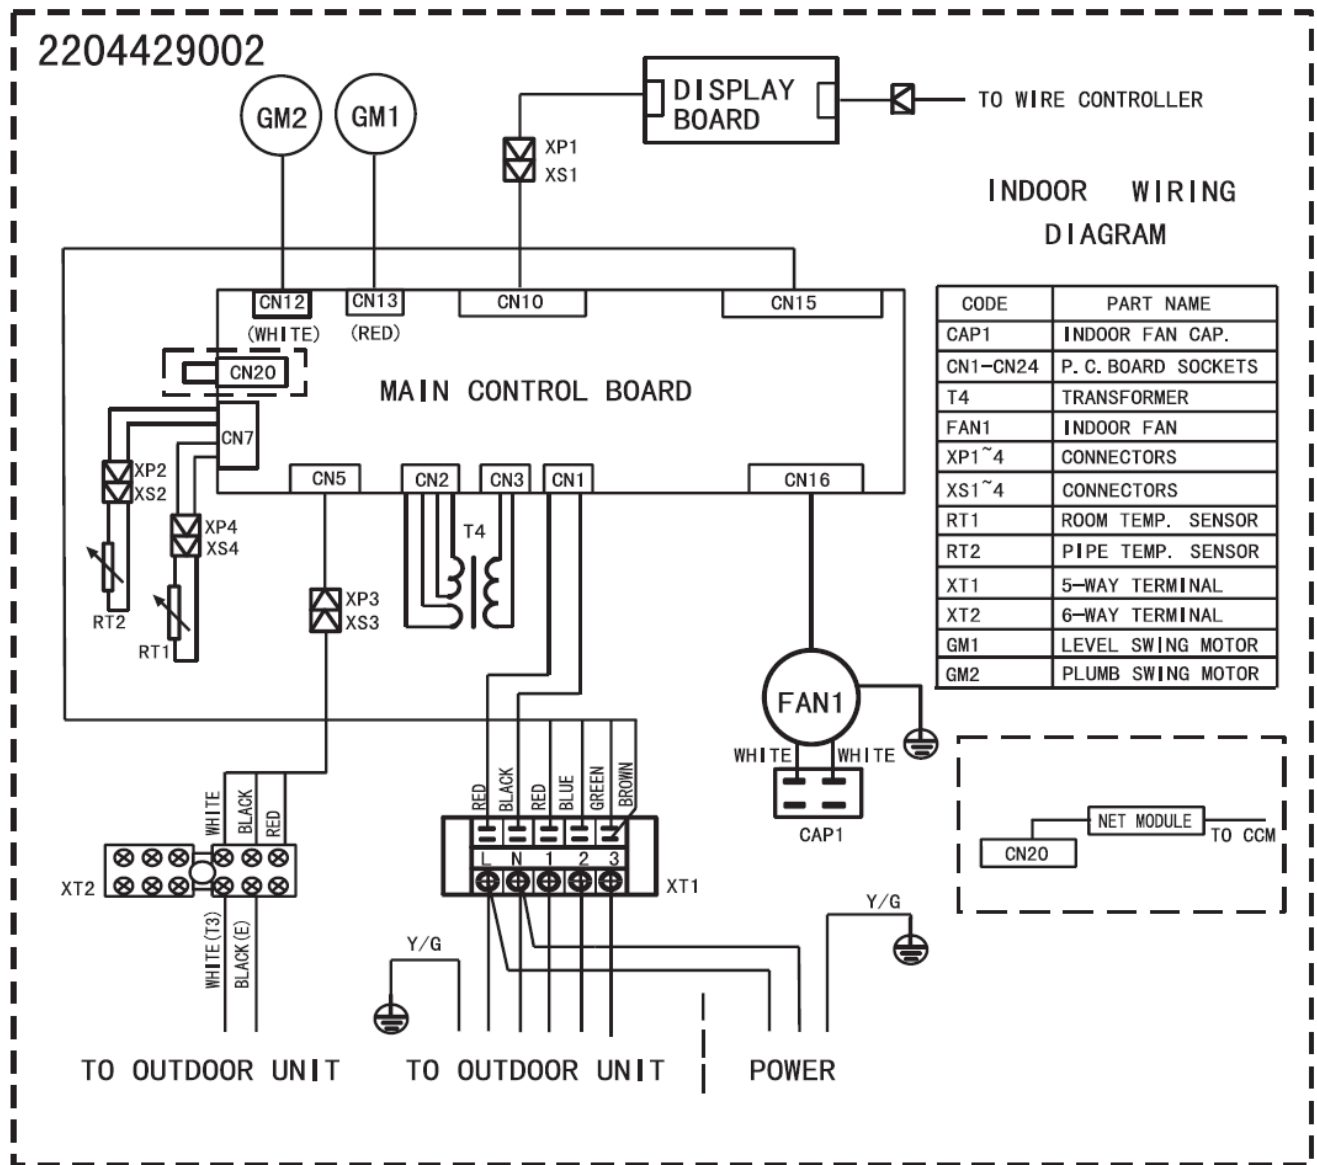 2204429002
GM2
GM1
DISPLAY
BOARD
TO WIRE CONTROLLER
XP1
XS1
INDOOR WIRING
DIAGRAM
CN12
CN13
CN10
CN15
(WHITE)
(RED)
CN20
MAIN CONTROL BOARD
CN7
CN5
CN2
CN3
CN1
CN16
XP2
XS2
XP4
XS4
T4
XP3
XS3
RT2
RT1
CODE PART NAME
CAP1 INDOOR FAN CAP.
CN1-CN24 P.C.BOARD SOCKETS
T4 TRANSFORMER
FAN1 INDOOR FAN
XP1~4 CONNECTORS
XS1~4 CONNECTORS
RT1 ROOM TEMP. SENSOR
RT2 PIPE TEMP. SENSOR
XT1 5-WAY TERMINAL
XT2 6-WAY TERMINAL
GM1 LEVEL SWING MOTOR
GM2 PLUMB SWING MOTOR
FAN1
WHITE
WHITE
CAP1
WHITE
BLACK
RED
RED
BLACK
RED
BLUE
GREEN
BROWN
L N 1 2 3
XT2
XT1
NET MODULE
TO CCM
CN20
WHITE(T3)
BLACK(E)
Y/G
Y/G
TO OUTDOOR UNIT
TO OUTDOOR UNIT
POWER